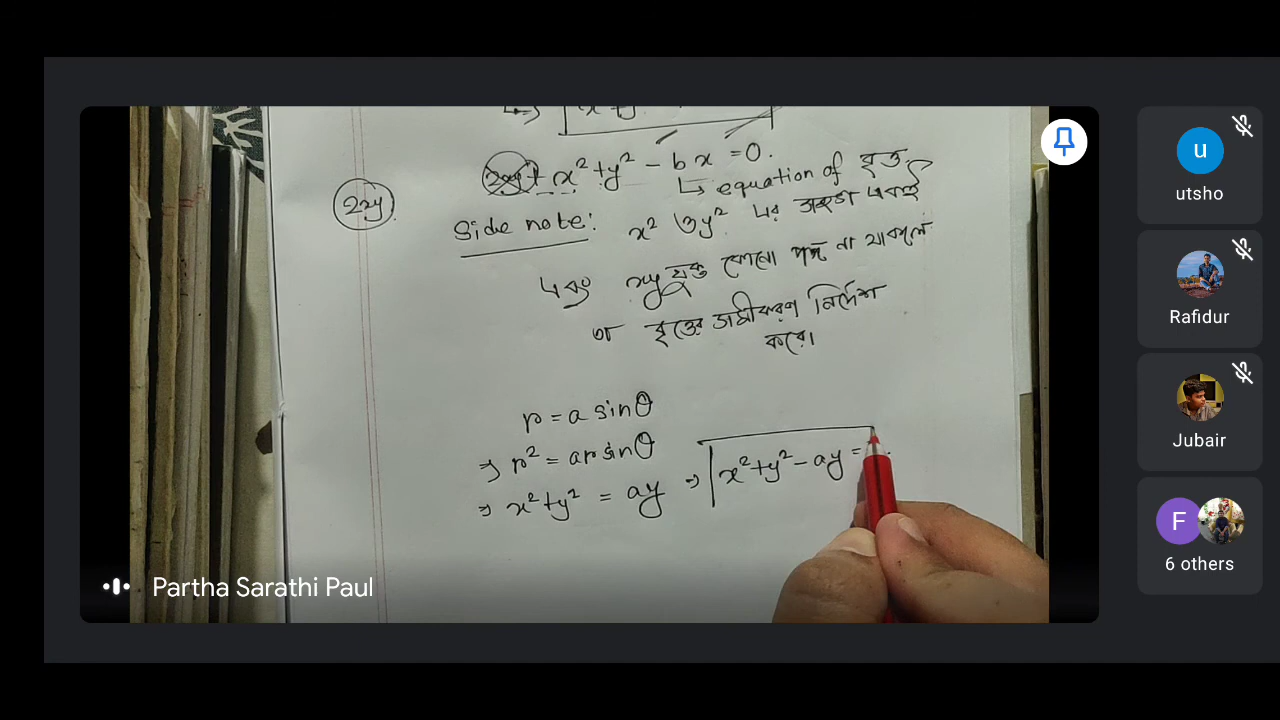 x²+y² - bx = 0.
2xy
↳ equation of বৃত্ত
Side note: x² ও y² এর সহগ একই
এবং xy যুক্ত কোনো পদ না থাকলে
তা বৃত্তের সমীকরণ নির্দেশ
করে।
r = a sinθ
⇒ r² = ar sinθ
⇒ x²+y² = ay ⇒ x²+y² - ay =
Partha Sarathi Paul
u
utsho
Rafidur
Jubair
F
6 others